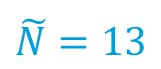 Ñ = 13